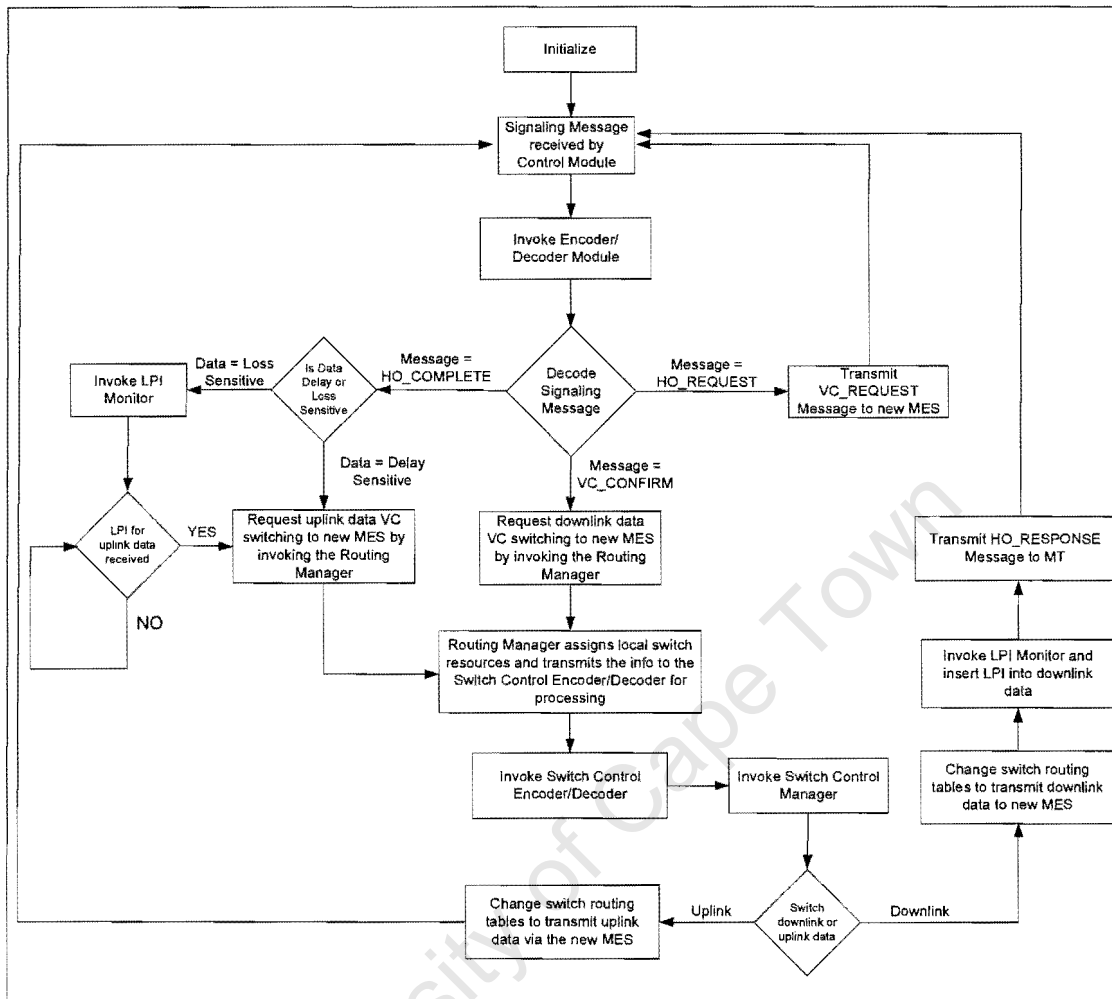 Initialize
Signaling Message
received by
Control Module
Invoke Encoder/
Decoder Module
Decode
Signaling
Message
Message =
HO_COMPLETE
Message =
HO_REQUEST
Message =
VC_CONFIRM
Transmit
VC_REQUEST
Message to new MES
Is Data
Delay or
Loss
Sensitive
Data = Loss
Sensitive
Data = Delay
Sensitive
Invoke LPI
Monitor
LPI for
uplink data
received
YES
NO
Request uplink data VC
switching to new MES by
invoking the Routing
Manager
Request downlink data
VC switching to new MES
by invoking the Routing
Manager
Routing Manager assigns local switch
resources and transmits the info to the
Switch Control Encoder/Decoder for
processing
Invoke Switch Control
Encoder/Decoder
Invoke Switch Control
Manager
Switch
downlink or
uplink data
Uplink
Downlink
Change switch routing
tables to transmit uplink
data via the new MES
Change switch routing
tables to transmit downlink
data to new MES
Invoke LPI Monitor and
insert LPI into downlink
data
Transmit HO_RESPONSE
Message to MT
sity of Cape Town